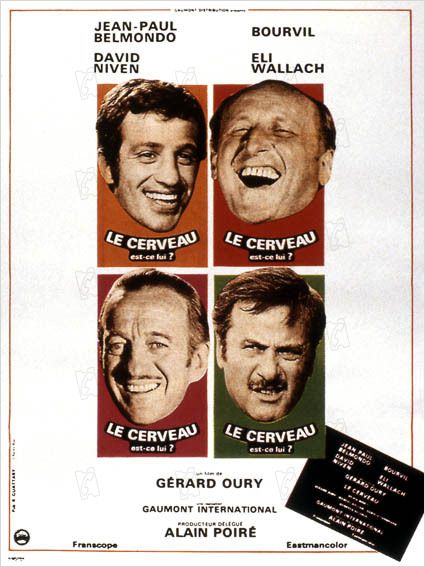 GAUMONT DISTRIBUTION présente
JEAN-PAUL BELMONDO
BOURVIL
DAVID NIVEN
ELI WALLACH
LE CERVEAU
est-ce lui ?
LE CERVEAU
est-ce lui ?
LE CERVEAU
est-ce lui ?
LE CERVEAU
est-ce lui ?
un film de
GÉRARD OURY
une réalisation
GAUMONT INTERNATIONAL
PRODUCTEUR DÉLÉGUÉ
ALAIN POIRÉ
Franscope
Eastmancolor
JEAN-PAUL BELMONDO
BOURVIL
DAVID NIVEN
ELI WALLACH
GÉRARD OURY
LE CERVEAU
GAUMONT INTERNATIONAL
ALAIN POIRÉ